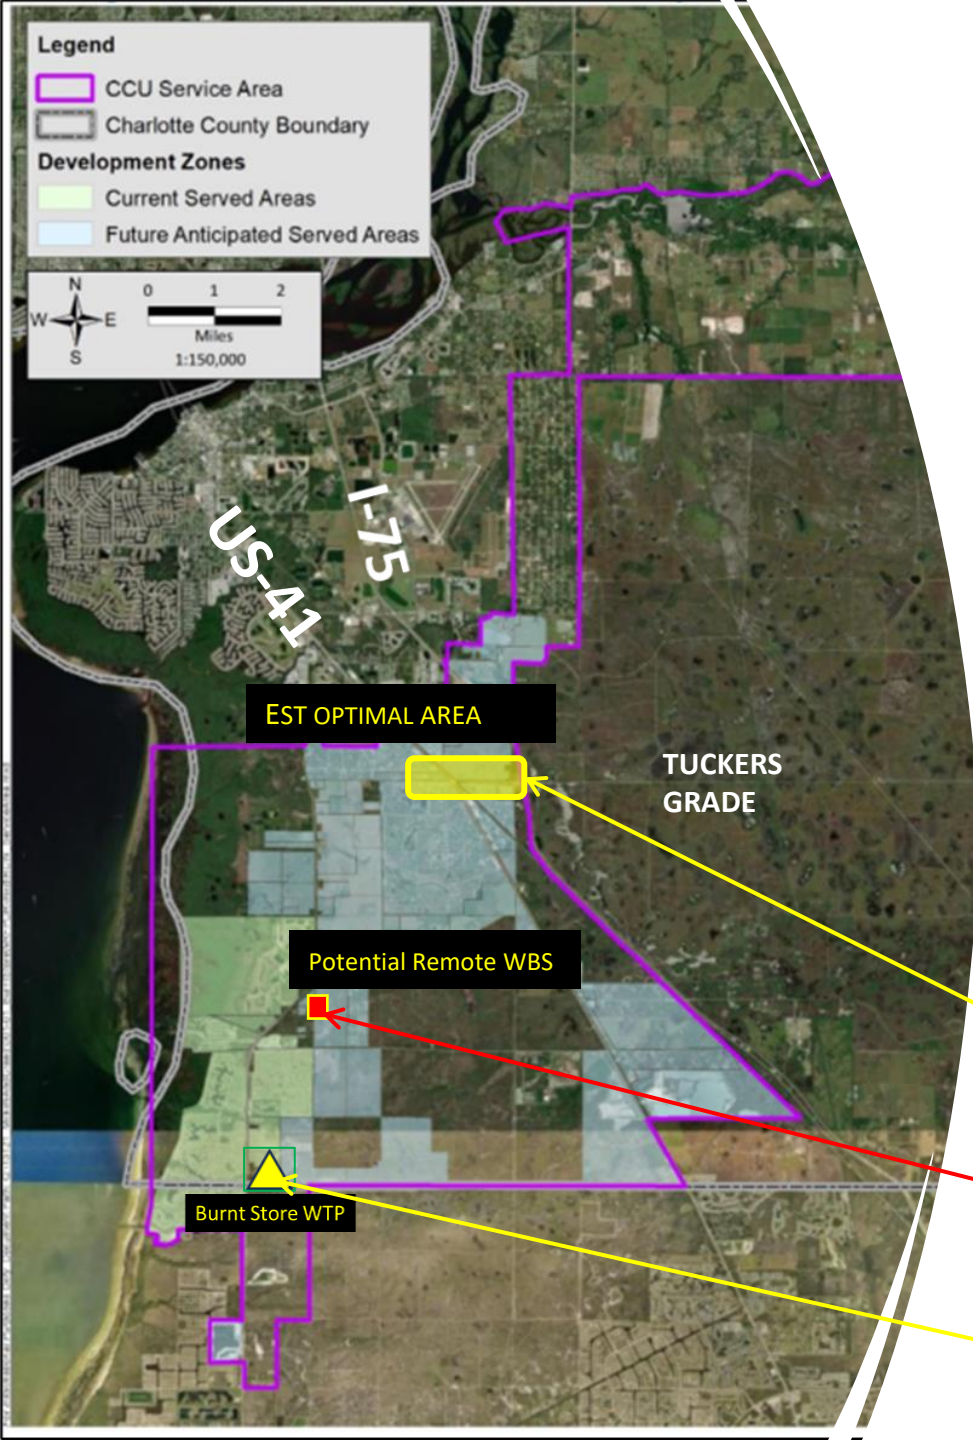 Legend
CCU Service Area
Charlotte County Boundary
Development Zones
Current Served Areas
Future Anticipated Served Areas
N
W E
S
0 1 2
Miles
1:150,000
I-75
US-41
EST OPTIMAL AREA
TUCKERS
GRADE
Potential Remote WBS
Burnt Store WTP